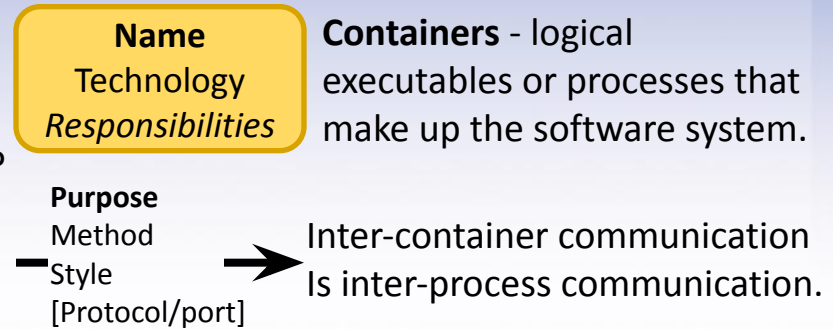 Name
Technology
Responsibilities
Containers - logical
executables or processes that
make up the software system.
Purpose
Method
Style
[Protocol/port]
Inter-container communication
Is inter-process communication.